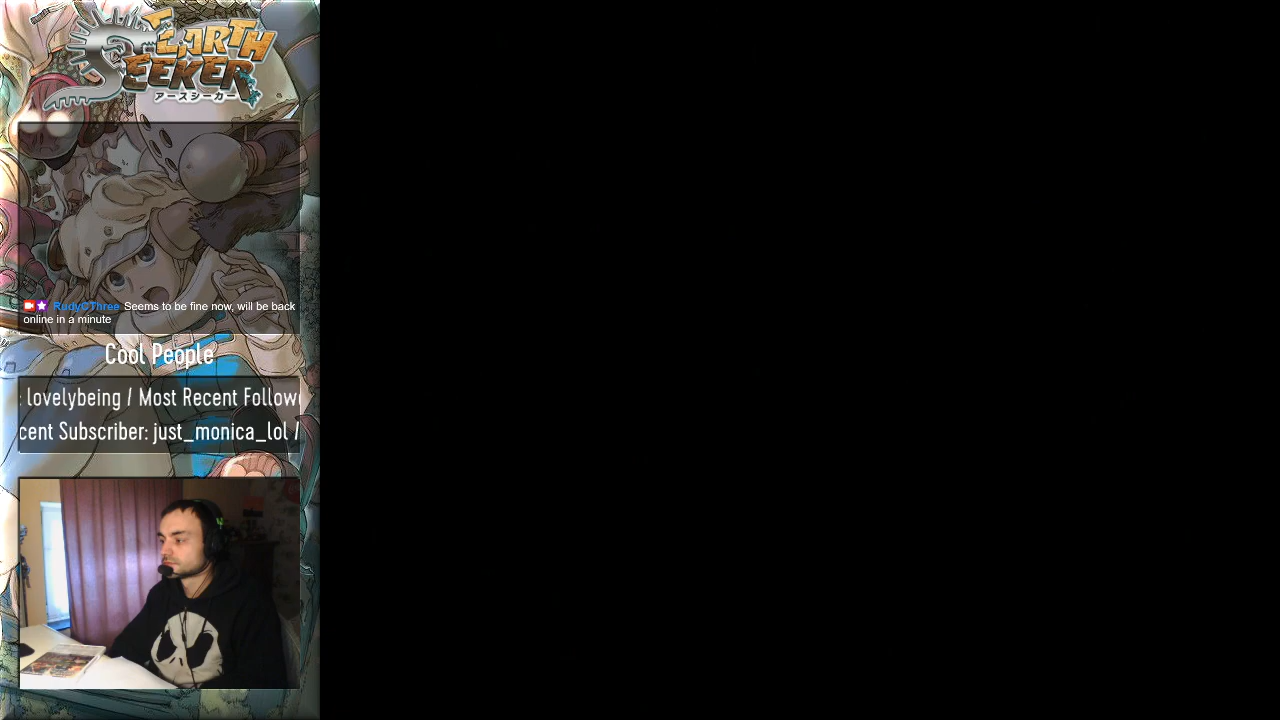 EARTH
SEEKER
アースシーカー
RubyCThree Seems to be fine now, will be back
online in a minute
Cool People
: lovelybeing / Most Recent Follow
cent Subscriber: just_monica_lol /